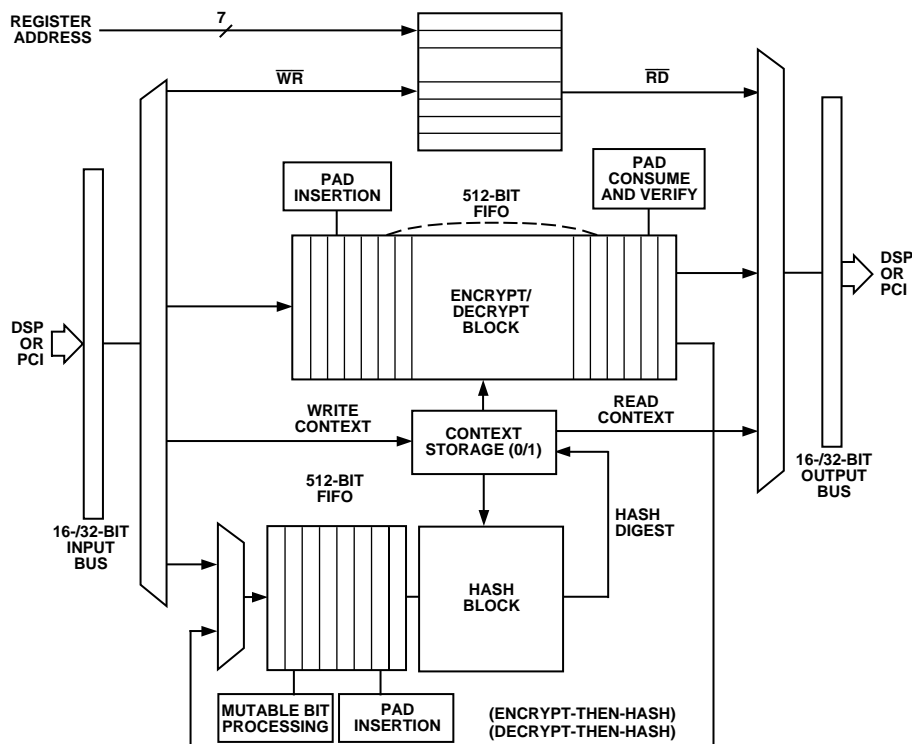 REGISTER
ADDRESS
7
WR
RD
PAD
INSERTION
512-BIT
FIFO
PAD
CONSUME
AND VERIFY
ENCRYPT/
DECRYPT
BLOCK
DSP
OR
PCI
DSP
OR
PCI
WRITE
CONTEXT
CONTEXT
STORAGE (0/1)
READ
CONTEXT
16-/32-BIT
OUTPUT
BUS
512-BIT
FIFO
HASH
DIGEST
16-/32-BIT
INPUT
BUS
HASH
BLOCK
MUTABLE BIT
PROCESSING
PAD
INSERTION
(ENCRYPT-THEN-HASH)
(DECRYPT-THEN-HASH)